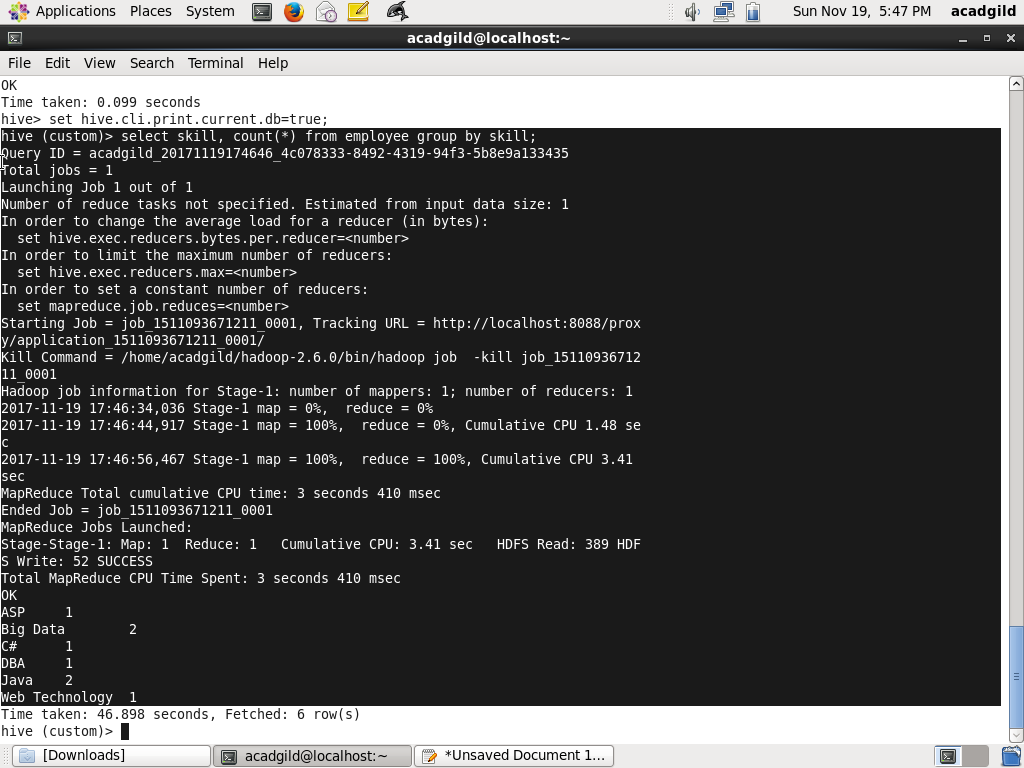 Applications Places System Sun Nov 19, 5:47 PM acadgild
acadgild@localhost:~
File Edit View Search Terminal Help
OK
Time taken: 0.099 seconds
hive> set hive.cli.print.current.db=true;
hive (custom)> select skill, count(*) from employee group by skill;
Query ID = acadgild_20171119174646_4c078333-8492-4319-94f3-5b8e9a133435
Total jobs = 1
Launching Job 1 out of 1
Number of reduce tasks not specified. Estimated from input data size: 1
In order to change the average load for a reducer (in bytes):
  set hive.exec.reducers.bytes.per.reducer=<number>
In order to limit the maximum number of reducers:
  set hive.exec.reducers.max=<number>
In order to set a constant number of reducers:
  set mapreduce.job.reduces=<number>
Starting Job = job_1511093671211_0001, Tracking URL = http://localhost:8088/prox
y/application_1511093671211_0001/
Kill Command = /home/acadgild/hadoop-2.6.0/bin/hadoop job  -kill job_15110936712
11_0001
Hadoop job information for Stage-1: number of mappers: 1; number of reducers: 1
2017-11-19 17:46:34,036 Stage-1 map = 0%,  reduce = 0%
2017-11-19 17:46:44,917 Stage-1 map = 100%,  reduce = 0%, Cumulative CPU 1.48 se
c
2017-11-19 17:46:56,467 Stage-1 map = 100%,  reduce = 100%, Cumulative CPU 3.41
sec
MapReduce Total cumulative CPU time: 3 seconds 410 msec
Ended Job = job_1511093671211_0001
MapReduce Jobs Launched:
Stage-Stage-1: Map: 1  Reduce: 1   Cumulative CPU: 3.41 sec   HDFS Read: 389 HDF
S Write: 52 SUCCESS
Total MapReduce CPU Time Spent: 3 seconds 410 msec
OK
ASP     1
Big Data        2
C#      1
DBA     1
Java    2
Web Technology  1
Time taken: 46.898 seconds, Fetched: 6 row(s)
hive (custom)>
[Downloads] acadgild@localhost:~ *Unsaved Document 1...